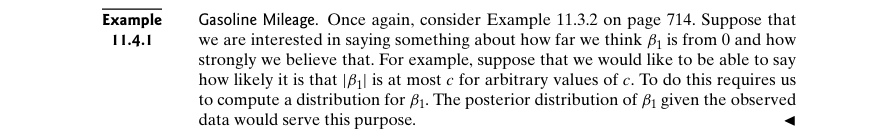 Example
11.4.1
Gasoline Mileage. Once again, consider Example 11.3.2 on page 714. Suppose that
we are interested in saying something about how far we think β₁ is from 0 and how
strongly we believe that. For example, suppose that we would like to be able to say
how likely it is that |β₁| is at most c for arbitrary values of c. To do this requires us
to compute a distribution for β₁. The posterior distribution of β₁ given the observed
data would serve this purpose. ◄